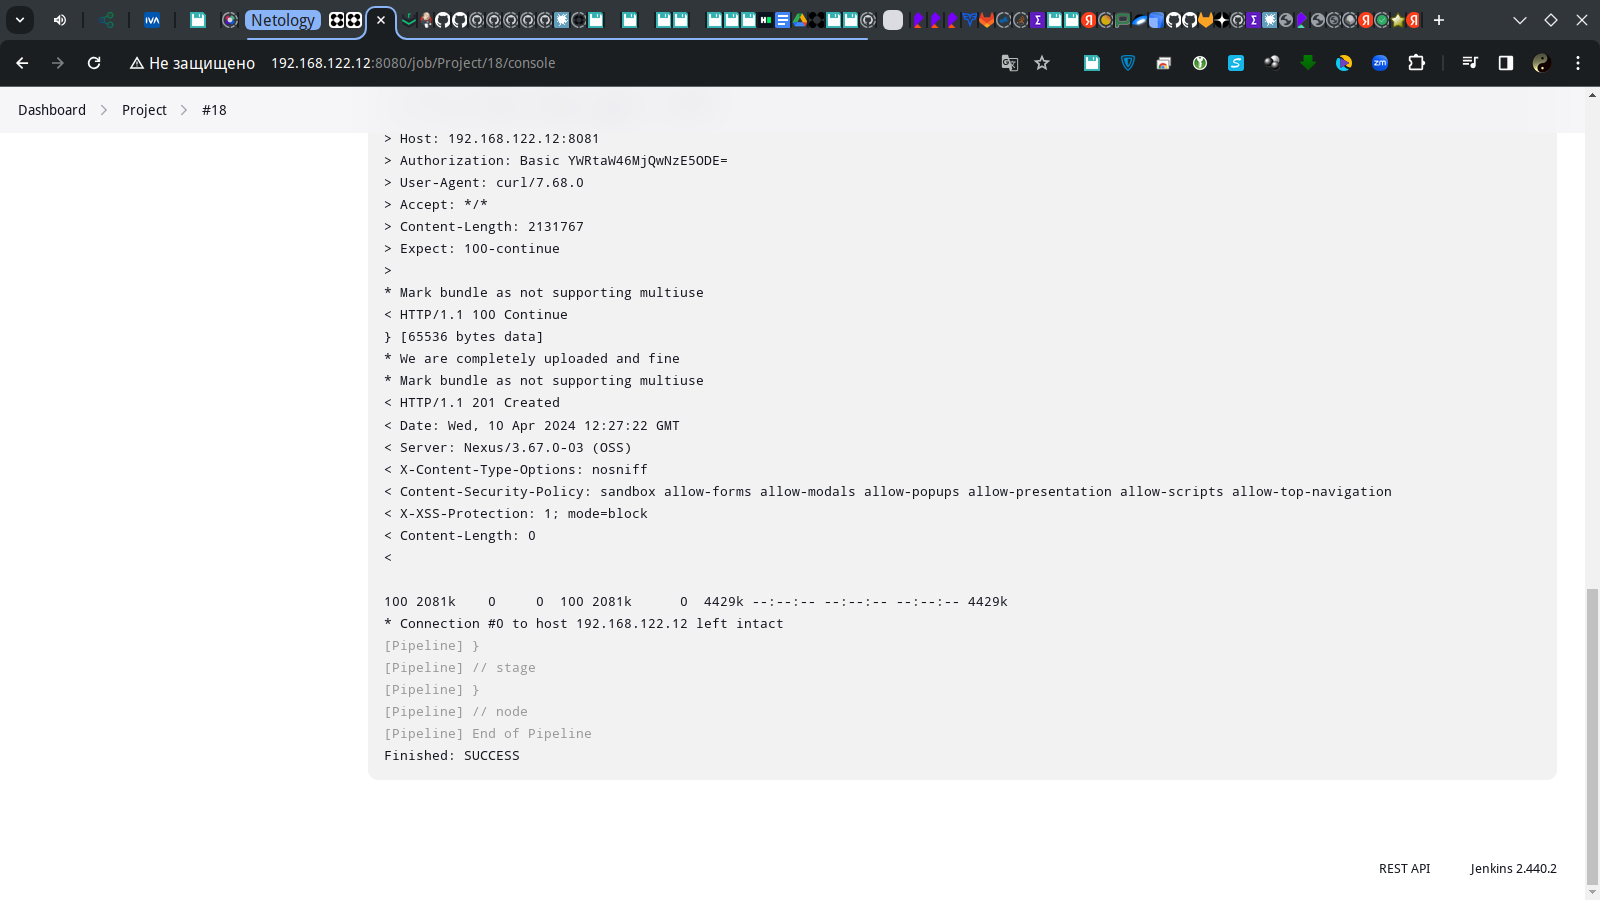 Netology
Не защищено 192.168.122.12:8080/job/Project/18/console
Dashboard Project #18
> Host: 192.168.122.12:8081
> Authorization: Basic YWRtaW46MjQwNzE5ODE=
> User-Agent: curl/7.68.0
> Accept: */*
> Content-Length: 2131767
> Expect: 100-continue
>
* Mark bundle as not supporting multiuse
< HTTP/1.1 100 Continue
} [65536 bytes data]
* We are completely uploaded and fine
* Mark bundle as not supporting multiuse
< HTTP/1.1 201 Created
< Date: Wed, 10 Apr 2024 12:27:22 GMT
< Server: Nexus/3.67.0-03 (OSS)
< X-Content-Type-Options: nosniff
< Content-Security-Policy: sandbox allow-forms allow-modals allow-popups allow-presentation allow-scripts allow-top-navigation
< X-XSS-Protection: 1; mode=block
< Content-Length: 0
<
100 2081k    0     0  100 2081k      0  4429k --:--:-- --:--:-- --:--:-- 4429k
* Connection #0 to host 192.168.122.12 left intact
[Pipeline] }
[Pipeline] // stage
[Pipeline] }
[Pipeline] // node
[Pipeline] End of Pipeline
Finished: SUCCESS
REST API Jenkins 2.440.2